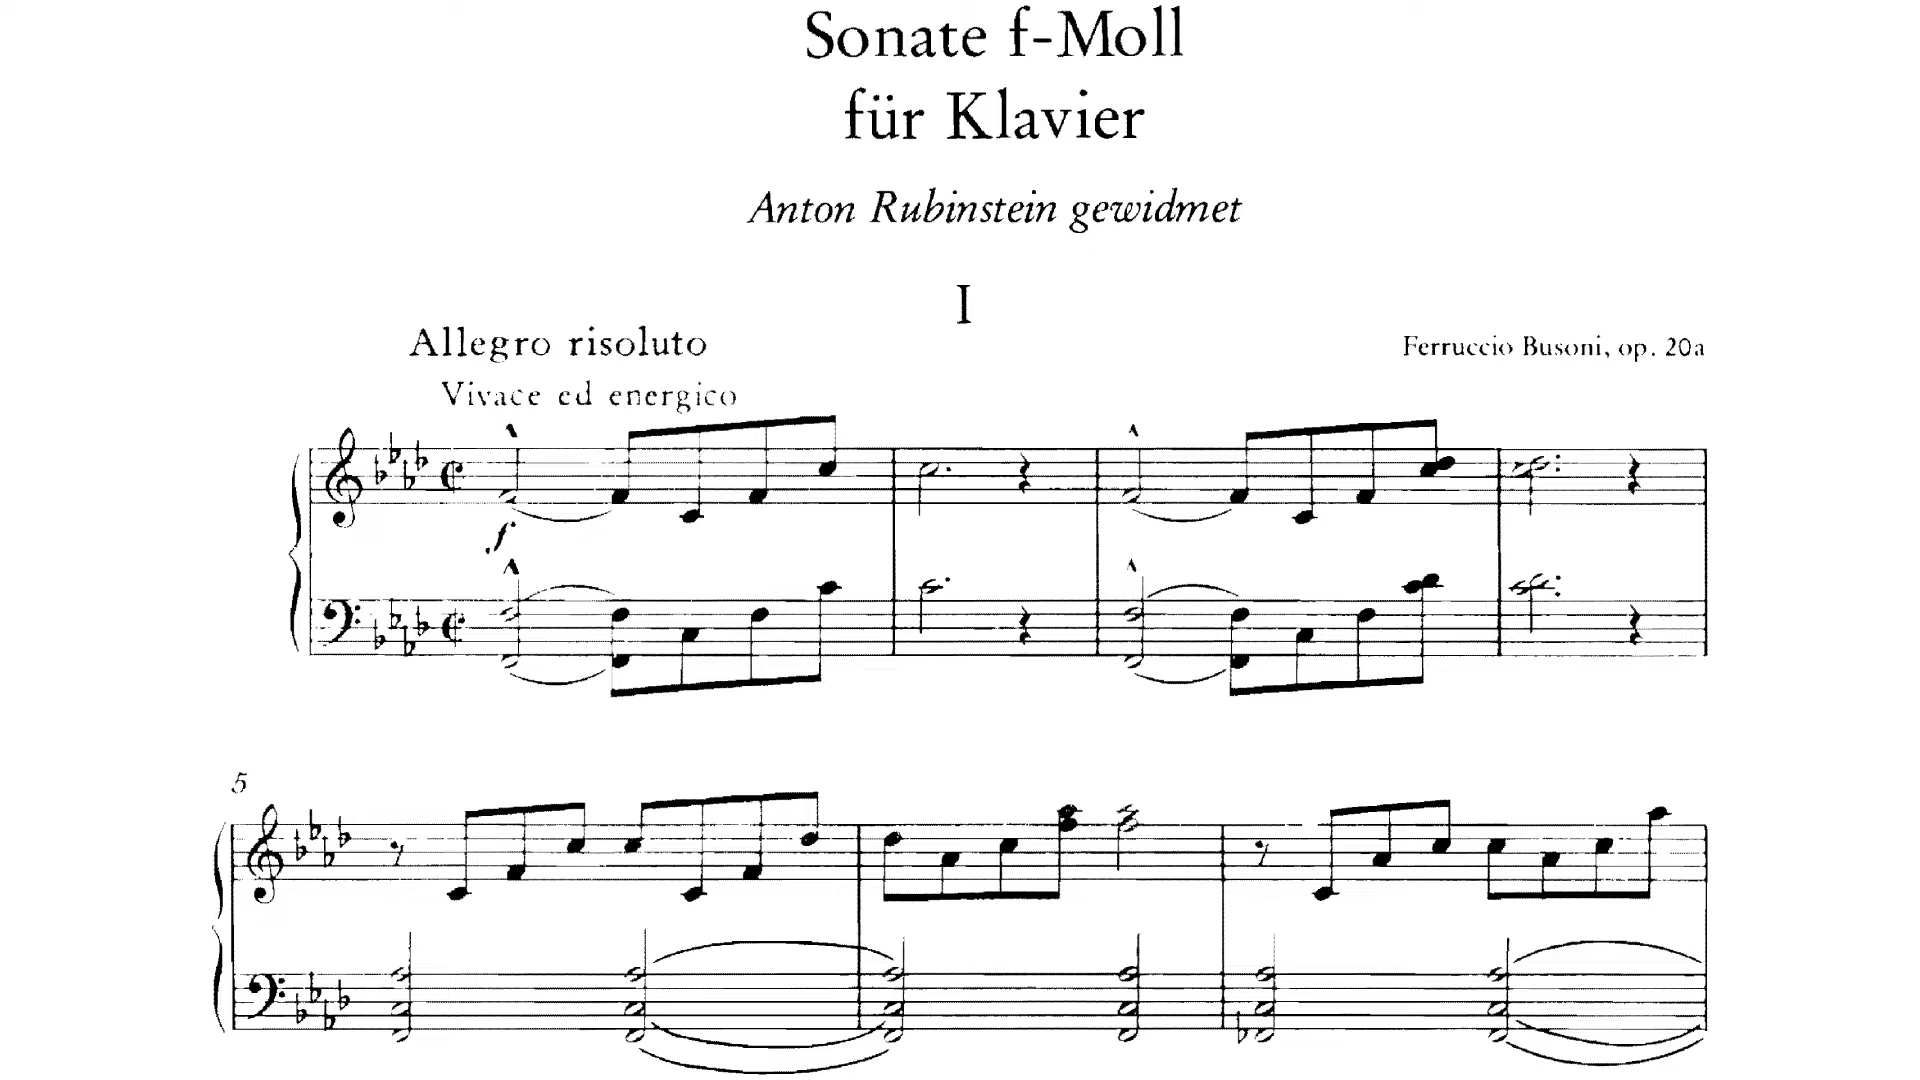 Sonate f-Moll
für Klavier
Anton Rubinstein gewidmet
I
Allegro risoluto
Ferruccio Busoni, op. 20a
Vivace ed energico
f
5